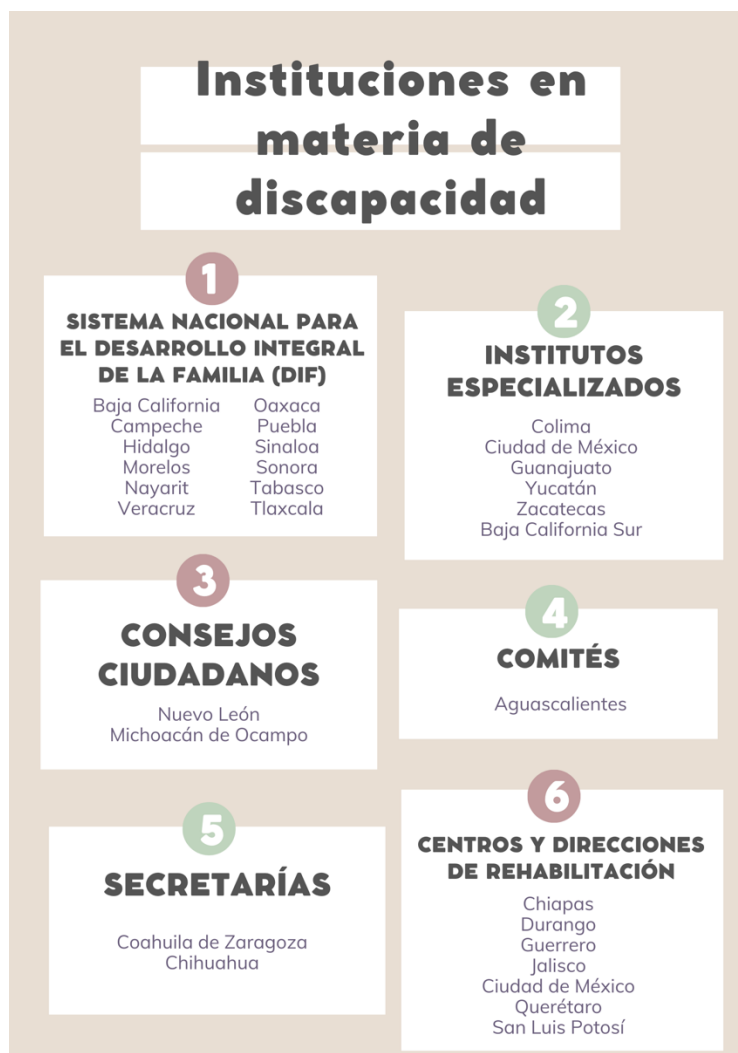 Instituciones en
materia de
discapacidad
1
SISTEMA NACIONAL PARA
EL DESARROLLO INTEGRAL
DE LA FAMILIA (DIF)
Baja California
Campeche
Hidalgo
Morelos
Nayarit
Veracruz
Oaxaca
Puebla
Sinaloa
Sonora
Tabasco
Tlaxcala
2
INSTITUTOS
ESPECIALIZADOS
Colima
Ciudad de México
Guanajuato
Yucatán
Zacatecas
Baja California Sur
3
CONSEJOS
CIUDADANOS
Nuevo León
Michoacán de Ocampo
4
COMITÉS
Aguascalientes
5
SECRETARÍAS
Coahuila de Zaragoza
Chihuahua
6
CENTROS Y DIRECCIONES
DE REHABILITACIÓN
Chiapas
Durango
Guerrero
Jalisco
Ciudad de México
Querétaro
San Luis Potosí